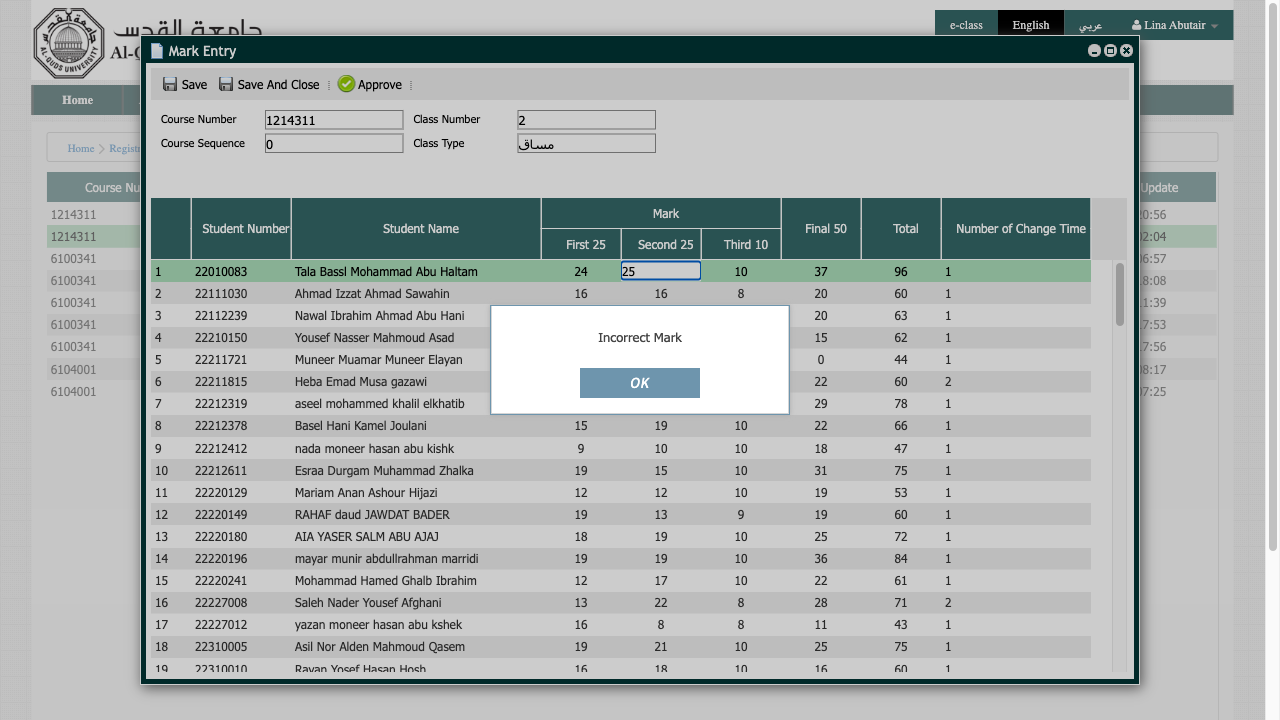 جامعة القدس
AL-QUDS UNIVERSITY
e-class English عربي Lina Abutair
Mark Entry
Save Save And Close Approve
Home
Course Number 1214311 Class Number 2
Course Sequence 0 Class Type مساق
Home
Student Number Student Name Mark Final 50 Total Number of Change Time
First 25 Second 25 Third 10
Update
1214311
1214311
6100341
6100341
6100341
6100341
6100341
6104001
6104001
1 22010083 Tala Bassl Mohammad Abu Haltam 24 25 10 37 96 1
2 22111030 Ahmad Izzat Ahmad Sawahin 16 16 8 20 60 1
3 22112239 Nawal Ibrahim Ahmad Abu Hani 20 63 1
4 22210150 Yousef Nasser Mahmoud Asad 15 62 1
5 22211721 Muneer Muamar Muneer Elayan 0 44 1
6 22211815 Heba Emad Musa gazawi 22 60 2
7 22212319 aseel mohammed khalil elkhatib 29 78 1
Incorrect Mark
OK
8 22212378 Basel Hani Kamel Joulani 15 19 10 22 66 1
9 22212412 nada moneer hasan abu kishk 9 10 10 18 47 1
10 22212611 Esraa Durgam Muhammad Zhalka 19 15 10 31 75 1
11 22220129 Mariam Anan Ashour Hijazi 12 12 10 19 53 1
12 22220149 RAHAF daud JAWDAT BADER 19 13 9 19 60 1
13 22220180 AIA YASER SALM ABU AJAJ 18 19 10 25 72 1
14 22220196 mayar munir abdullrahman marridi 19 19 10 36 84 1
15 22220241 Mohammad Hamed Ghalb Ibrahim 12 17 10 22 61 1
16 22227008 Saleh Nader Yousef Afghani 13 22 8 28 71 2
17 22227012 yazan moneer hasan abu kshek 16 8 8 11 43 1
18 22310005 Asil Nor Alden Mahmoud Qasem 19 21 10 25 75 1
19 22310010 Rayan Yosef Hasan Hosh 16 18 10 16 60 1